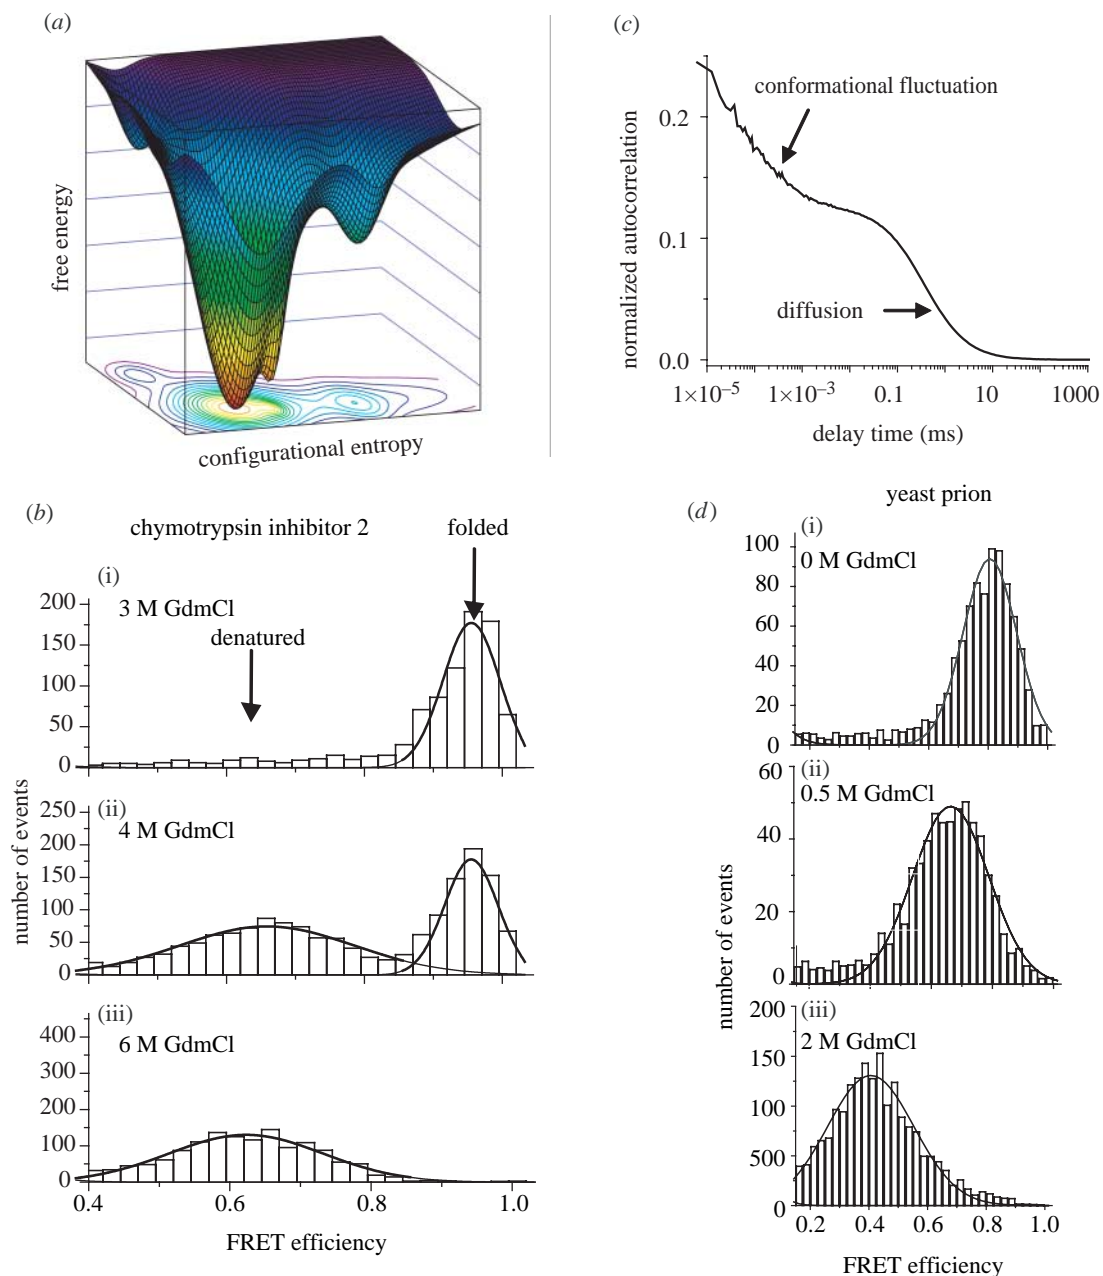 (a)
free energy
configurational entropy
(c)
normalized autocorrelation
0.2
0.1
0.0
conformational fluctuation
diffusion
1×10⁻⁵ 1×10⁻³ 0.1 10 1000
delay time (ms)
(b)
chymotrypsin inhibitor 2
folded
(i)
3 M GdmCl
denatured
200
150
100
50
0
(ii)
4 M GdmCl
250
200
150
100
50
0
number of events
(iii)
6 M GdmCl
400
300
200
100
0
0.4 0.6 0.8 1.0
FRET efficiency
yeast prion
(d)
(i)
0 M GdmCl
100
80
60
40
20
0
(ii)
0.5 M GdmCl
60
40
20
0
number of events
(iii)
2 M GdmCl
200
150
100
500
0
0.2 0.4 0.6 0.8 1.0
FRET efficiency